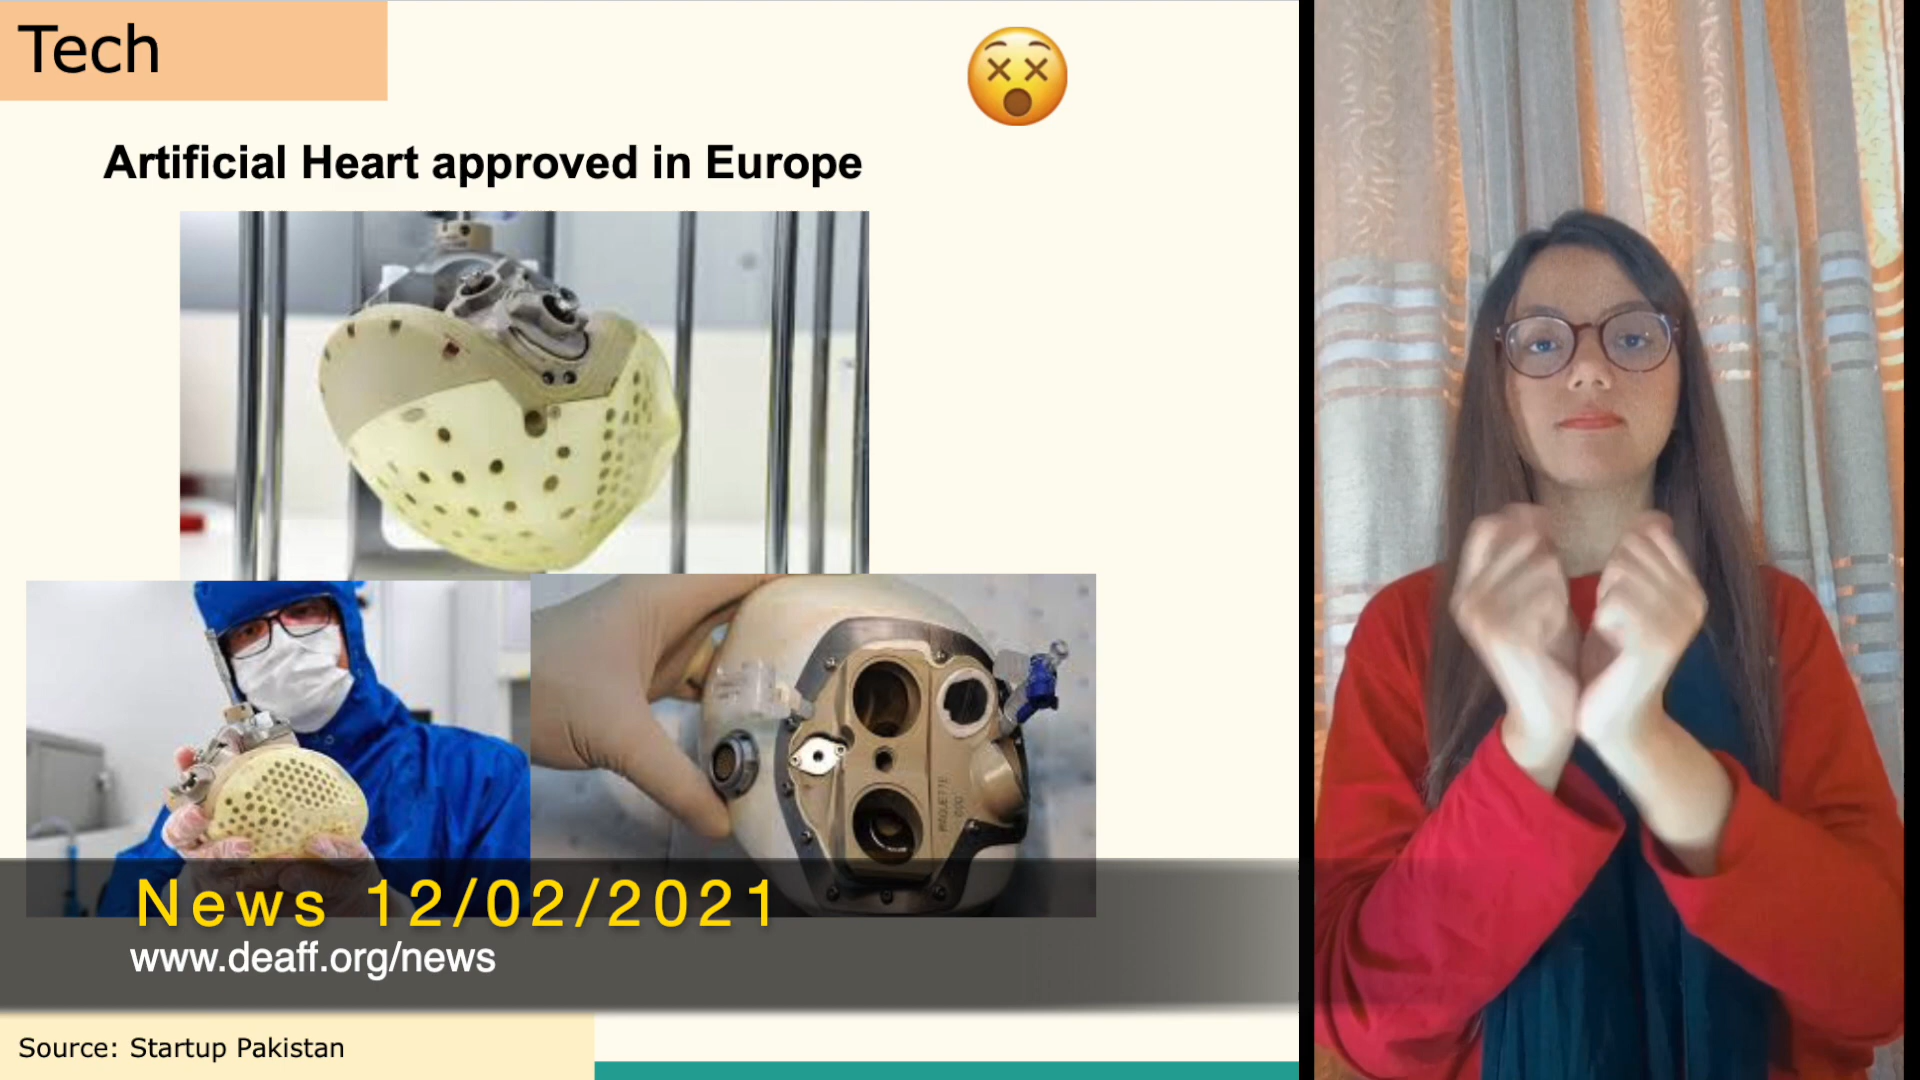 Tech
Artificial Heart approved in Europe
News 12/02/2021
www.deaff.org/news
Source: Startup Pakistan